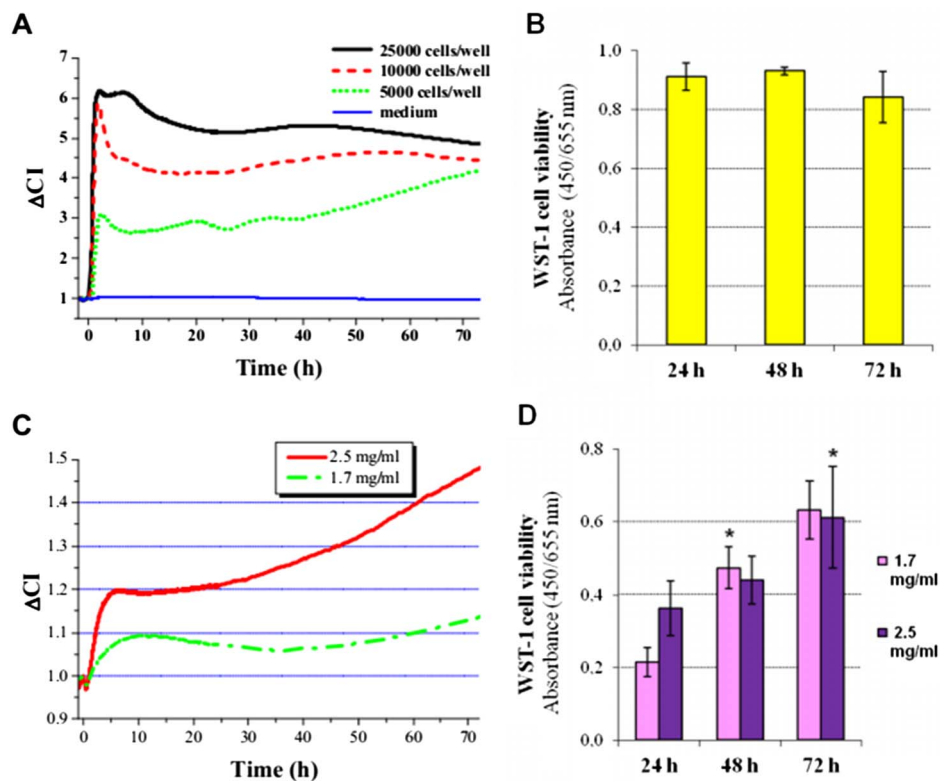 A
25000 cells/well
10000 cells/well
5000 cells/well
medium
ΔCI
7
6
5
4
3
2
1
0 10 20 30 40 50 60 70
Time (h)
B
WST-1 cell viability
Absorbance (450/655 nm)
1.0
0.8
0.6
0.4
0.2
0.0
24 h 48 h 72 h
C
2.5 mg/ml
1.7 mg/ml
ΔCI
1.5
1.4
1.3
1.2
1.1
1.0
0.9
0 10 20 30 40 50 60 70
Time (h)
D
WST-1 cell viability
Absorbance (450/655 nm)
0.8
0.6
0.4
0.2
0.0
* *
24 h 48 h 72 h
1.7
mg/ml
2.5
mg/ml